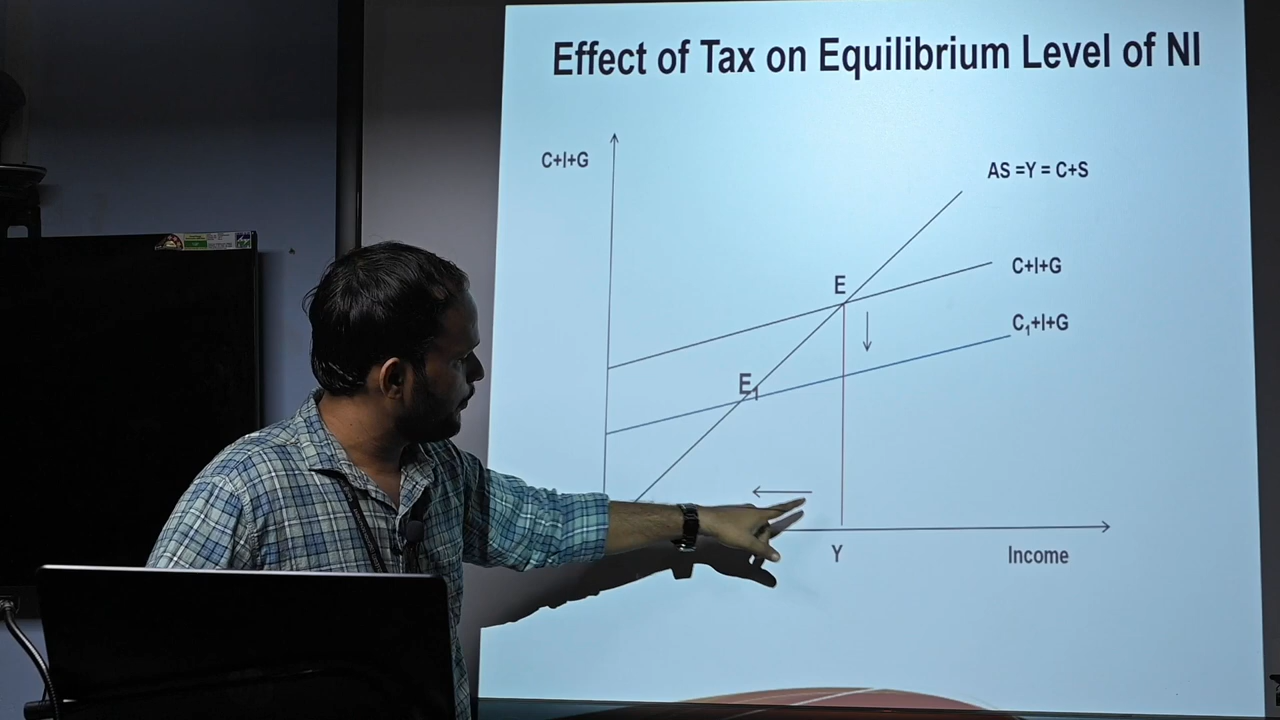 Effect of Tax on Equilibrium Level of NI
C+I+G
AS =Y = C+S
E
C+I+G
C₁+I+G
E₁
Y
Income